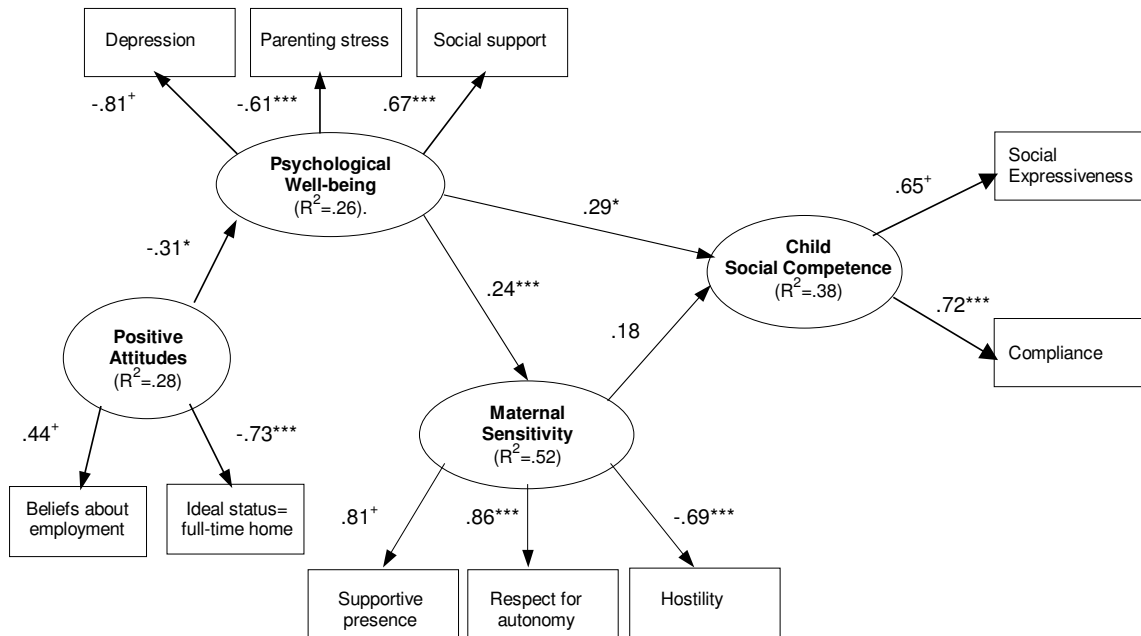 Depression
Parenting stress
Social support
-.81+
-.61***
.67***
Psychological
Well-being
(R2=.26).
Social
Expressiveness
.65+
.29*
Child
Social Competence
(R2=.38)
-.31*
.24***
.72***
.18
Compliance
Positive
Attitudes
(R2=.28)
Maternal
Sensitivity
(R2=.52)
.44+
-.73***
Beliefs about
employment
Ideal status=
full-time home
.81+
.86***
-.69***
Supportive
presence
Respect for
autonomy
Hostility